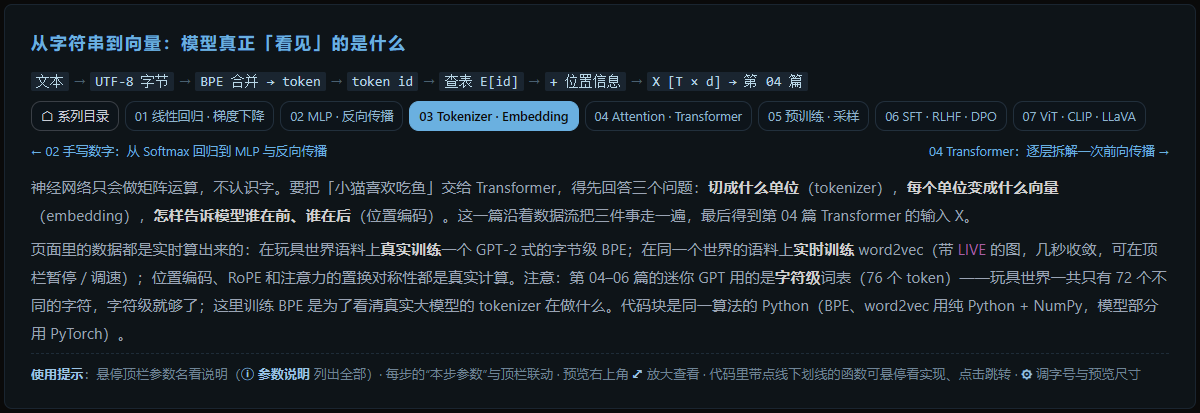 从字符串到向量：模型真正「看见」的是什么
文本 → UTF-8 字节 → BPE 合并 → token → token id → 查表 E[id] → + 位置信息 → X [T × d] → 第 04 篇
系列目录 01 线性回归 · 梯度下降 02 MLP · 反向传播 03 Tokenizer · Embedding 04 Attention · Transformer 05 预训练 · 采样 06 SFT · RLHF · DPO 07 ViT · CLIP · LLaVA
← 02 手写数字：从 Softmax 回归到 MLP 与反向传播 04 Transformer：逐层拆解一次前向传播 →
神经网络只会做矩阵运算，不认识字。要把「小猫喜欢吃鱼」交给 Transformer，得先回答三个问题：切成什么单位（tokenizer），每个单位变成什么向量
（embedding），怎样告诉模型谁在前、谁在后（位置编码）。这一篇沿着数据流把三件事走一遍，最后得到第 04 篇 Transformer 的输入 X。
页面里的数据都是实时算出来的：在玩具世界语料上真实训练一个 GPT-2 式的字节级 BPE；在同一个世界的语料上实时训练 word2vec（带 LIVE 的图，几秒收敛，可在顶
栏暂停 / 调速）；位置编码、RoPE 和注意力的置换对称性都是真实计算。注意：第 04–06 篇的迷你 GPT 用的是字符级词表（76 个 token）——玩具世界一共只有 72 个不
同的字符，字符级就够了；这里训练 BPE 是为了看清真实大模型的 tokenizer 在做什么。代码块是同一算法的 Python（BPE、word2vec 用纯 Python + NumPy，模型部分
用 PyTorch）。
使用提示：悬停顶栏参数名看说明（ⓘ 参数说明 列出全部）· 每步的“本步参数”与顶栏联动 · 预览右上角 ⤢ 放大查看 · 代码里带点线下划线的函数可悬停看实现、点击跳转 · ⚙ 调字号与预览尺寸